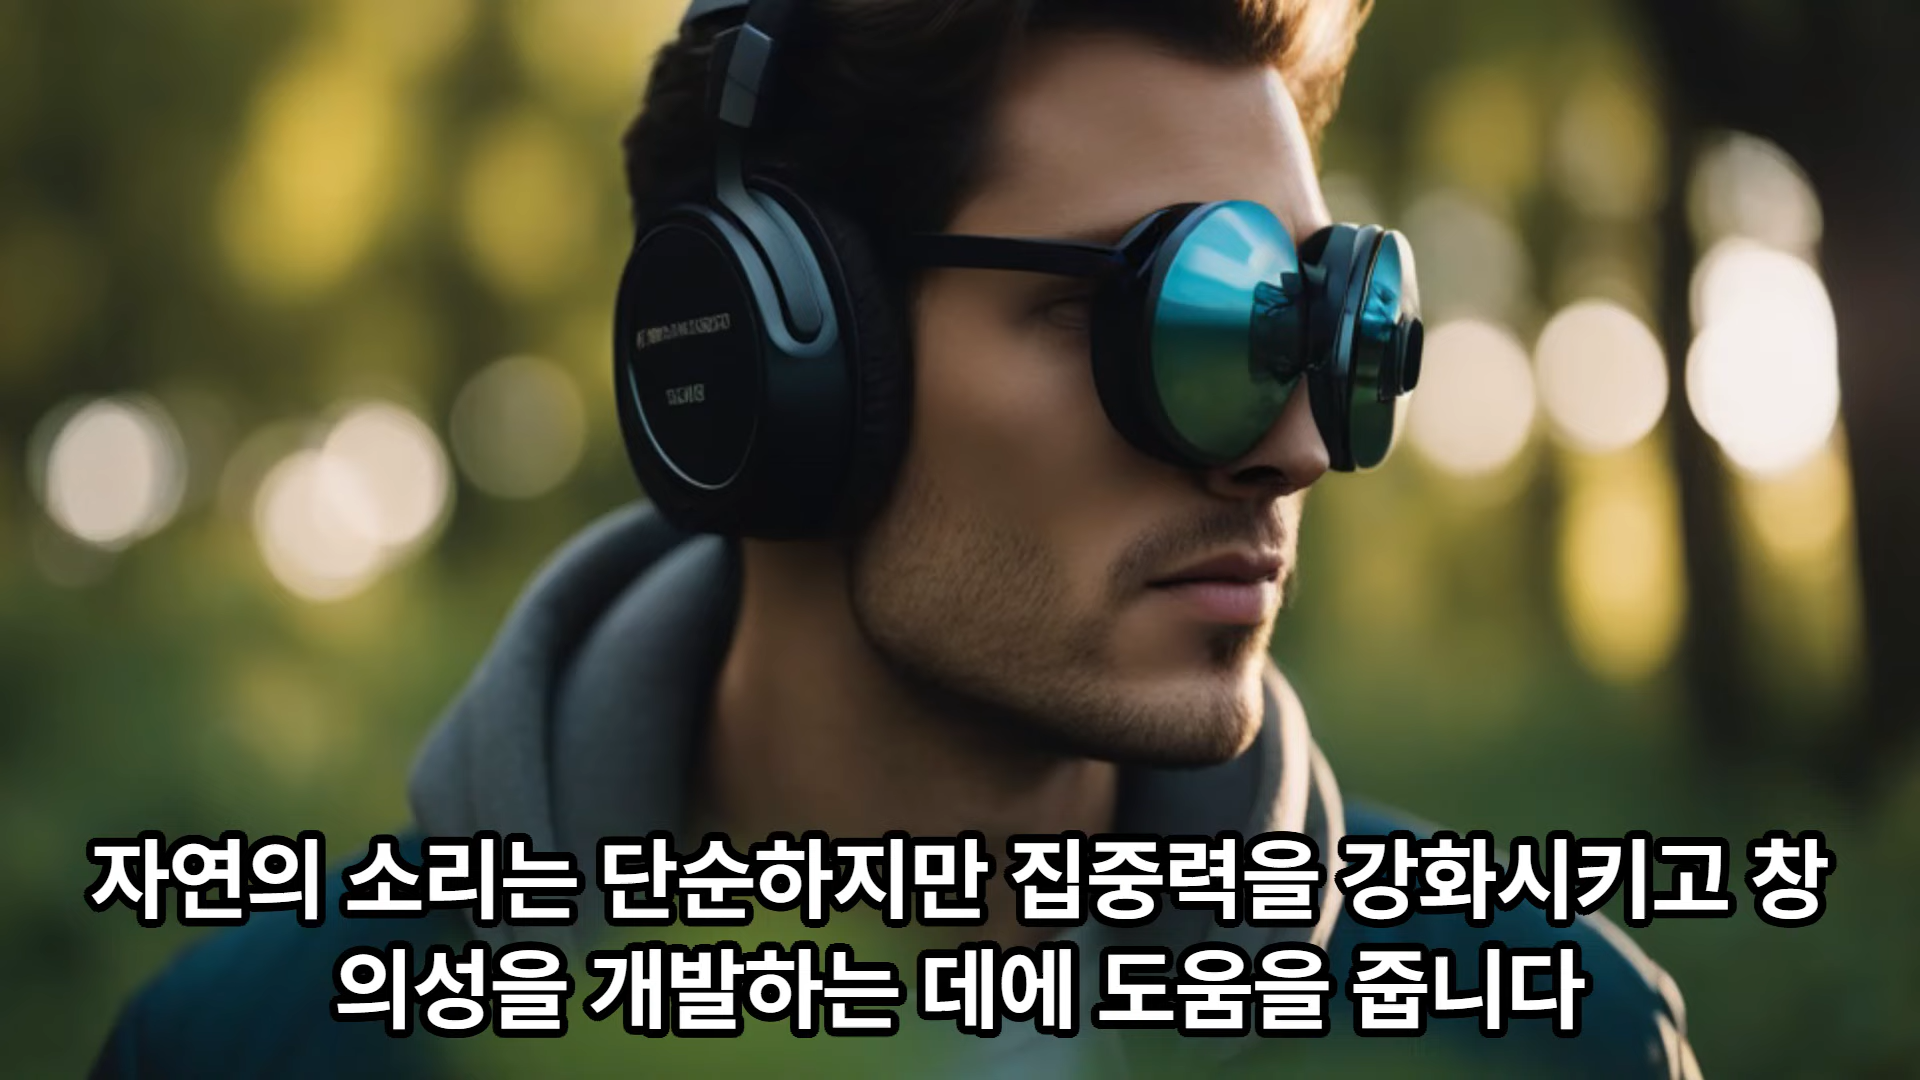 자연의 소리는 단순하지만 집중력을 강화시키고 창
의성을 개발하는 데에 도움을 줍니다